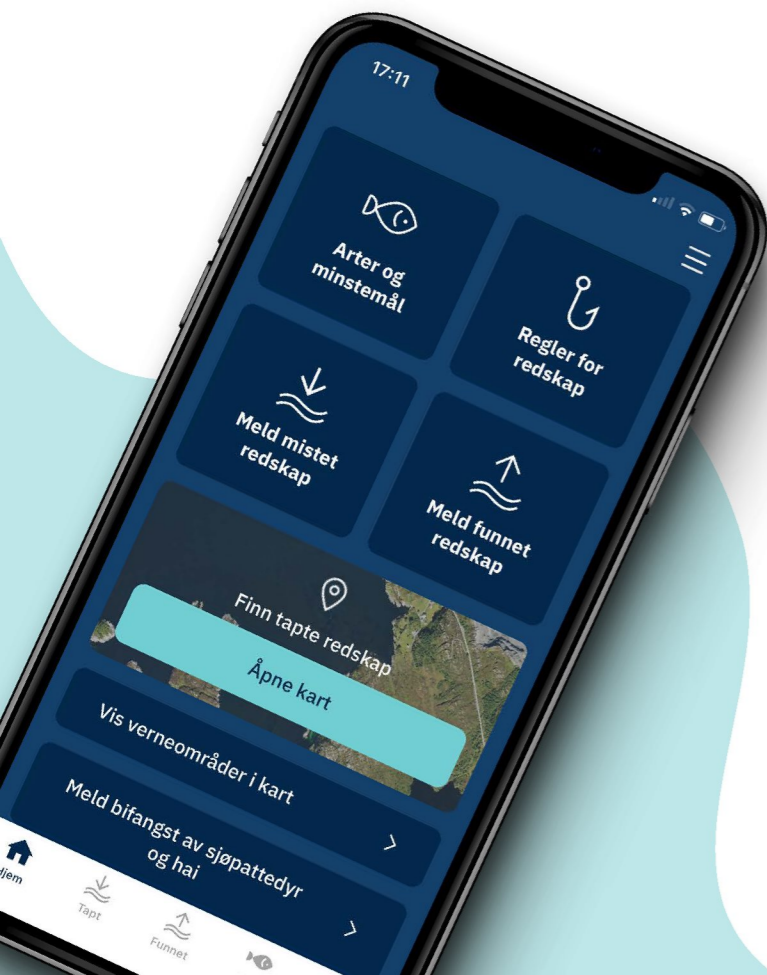 17:11
Arter og
minstemål
Regler for
redskap
Meld mistet
redskap
Meld funnet
redskap
Finn tapte redskap
Åpne kart
Vis verneområder i kart
Meld bifangst av sjøpattedyr
og hai
Tapt
Funnet